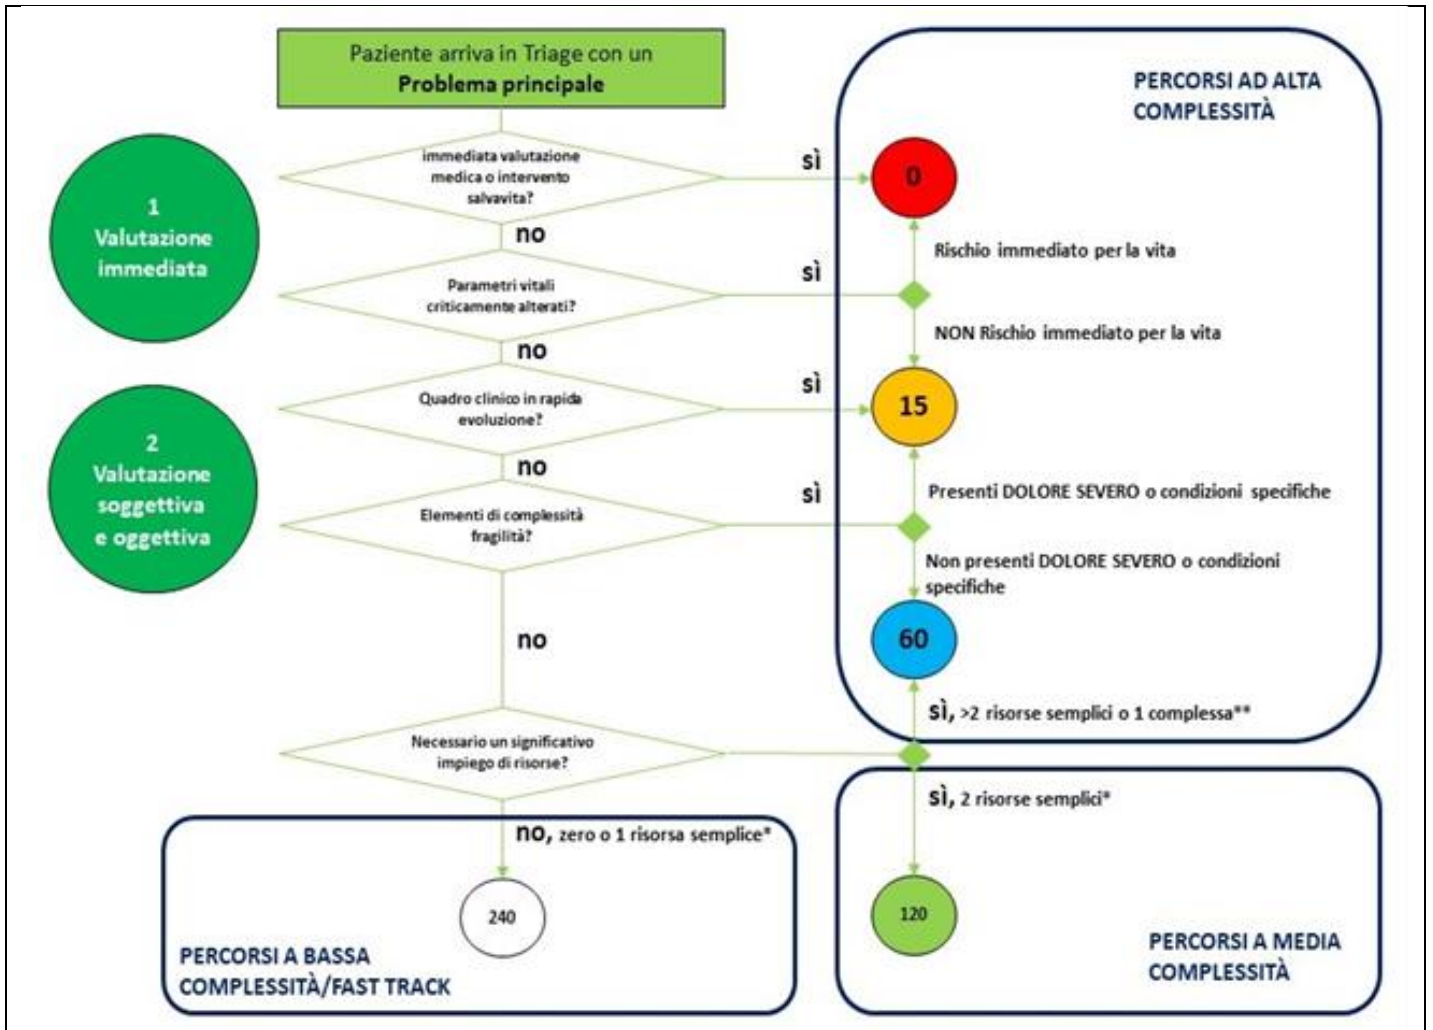 Paziente arriva in Triage con un
Problema principale
PERCORSI AD ALTA
COMPLESSITÀ
immediata valutazione
medica o intervento
salvavita?
sì
0
1
Valutazione
immediata
no
Rischio immediato per la vita
Parametri vitali
criticamente alterati?
sì
NON Rischio immediato per la vita
no
Quadro clinico in rapida
evoluzione?
sì
15
2
Valutazione
soggettiva
e oggettiva
no
Elementi di complessità
fragilità?
sì
Presenti DOLORE SEVERO o condizioni specifiche
Non presenti DOLORE SEVERO o condizioni
specifiche
no
60
sì, >2 risorse semplici o 1 complessa**
Necessario un significativo
impiego di risorse?
sì, 2 risorse semplici*
no, zero o 1 risorsa semplice*
240
120
PERCORSI A BASSA
COMPLESSITÀ/FAST TRACK
PERCORSI A MEDIA
COMPLESSITÀ